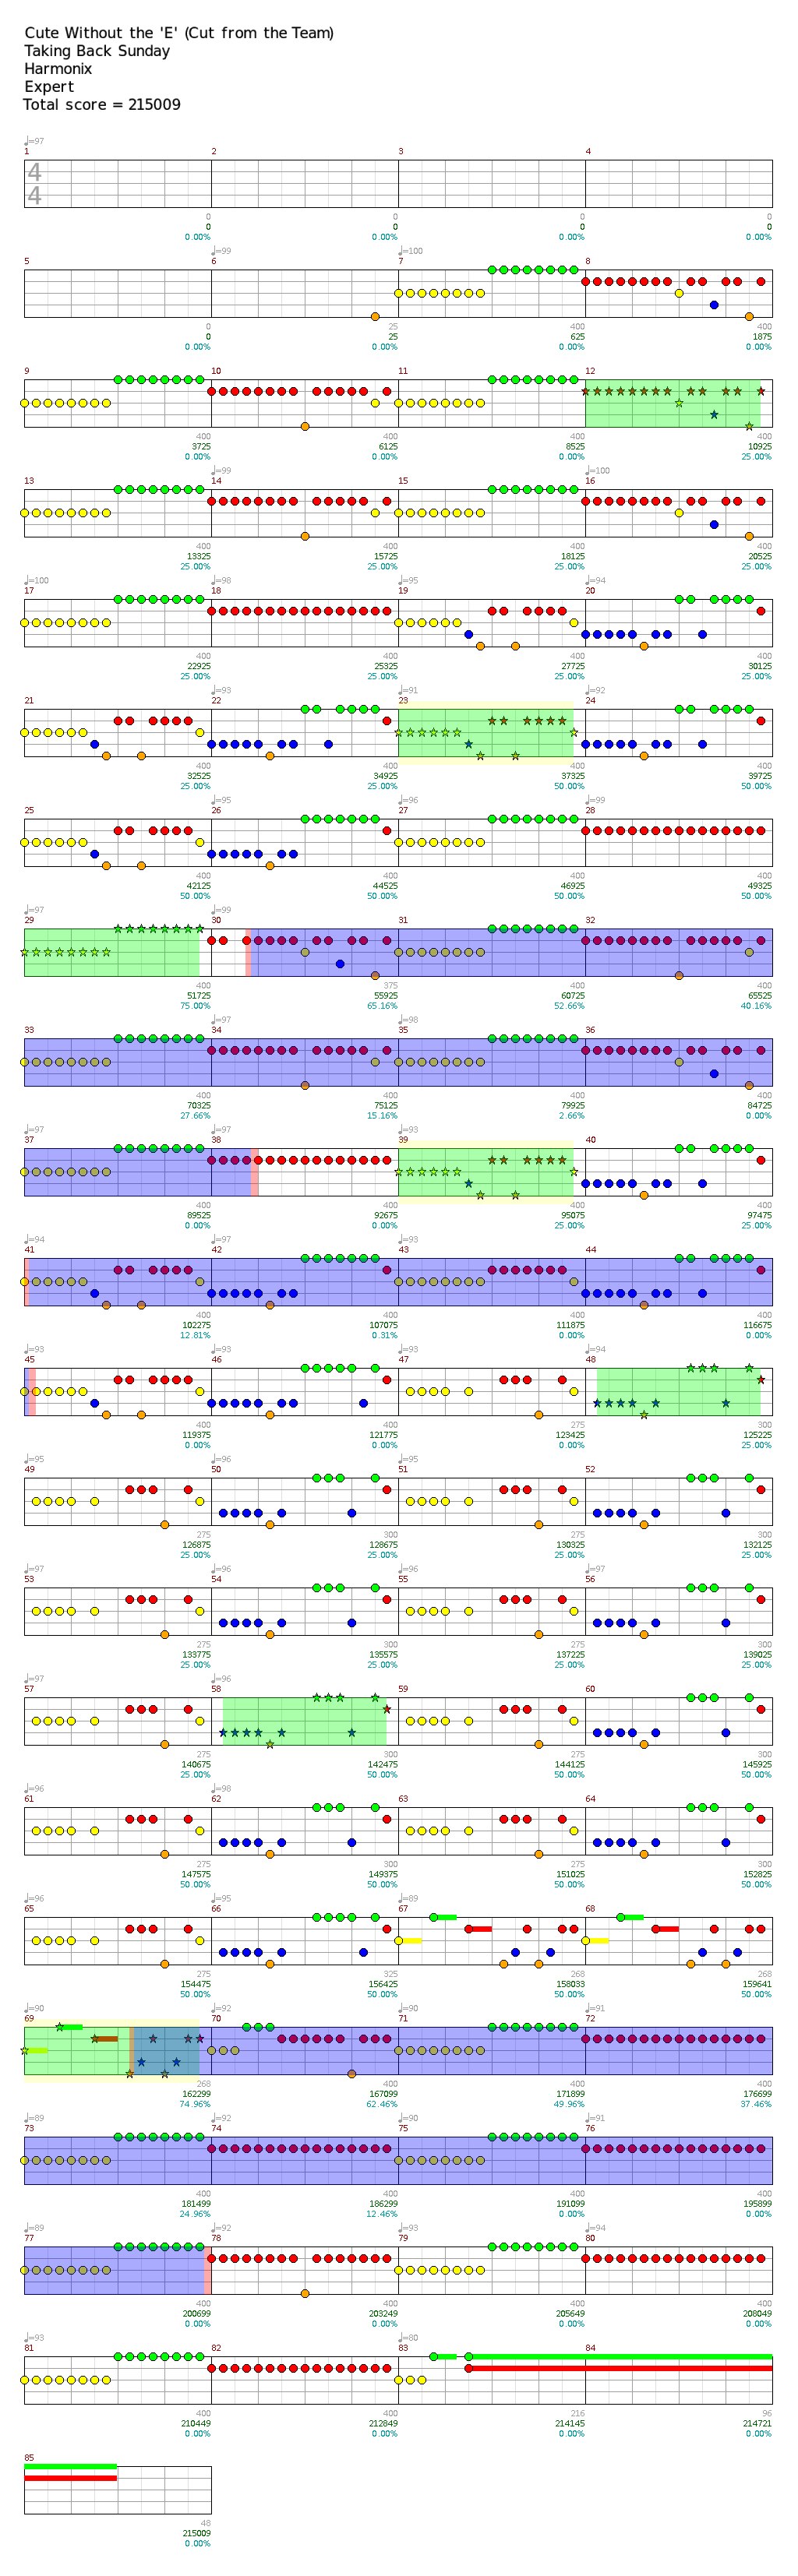 Cute Without the 'E' (Cut from the Team)
Taking Back Sunday
Harmonix
Expert
Total score = 215009
♩=97
1 2 3 4
4
4
0 0 0 0
0 0 0 0
0.00% 0.00% 0.00% 0.00%
♩=99 ♩=100
5 6 7 8
0 25 400 400
0 25 625 1875
0.00% 0.00% 0.00% 0.00%
9 10 11 12
400 400 400 400
3725 6125 8525 10925
0.00% 0.00% 0.00% 25.00%
♩=99 ♩=100
13 14 15 16
400 400 400 400
13325 15725 18125 20525
25.00% 25.00% 25.00% 25.00%
♩=100 ♩=98 ♩=95 ♩=94
17 18 19 20
400 400 400 400
22925 25325 27725 30125
25.00% 25.00% 25.00% 25.00%
♩=93 ♩=91 ♩=92
21 22 23 24
400 400 400 400
32525 34925 37325 39725
25.00% 25.00% 50.00% 50.00%
♩=95 ♩=96 ♩=99
25 26 27 28
400 400 400 400
42125 44525 46925 49325
50.00% 50.00% 50.00% 50.00%
♩=97 ♩=99
29 30 31 32
400 375 400 400
51725 55925 60725 65525
75.00% 65.16% 52.66% 40.16%
♩=97 ♩=98
33 34 35 36
400 400 400 400
70325 75125 79925 84725
27.66% 15.16% 2.66% 0.00%
♩=97 ♩=97 ♩=93
37 38 39 40
400 400 400 400
89525 92675 95075 97475
0.00% 0.00% 25.00% 25.00%
♩=94 ♩=97 ♩=93
41 42 43 44
400 400 400 400
102275 107075 111875 116675
12.81% 0.31% 0.00% 0.00%
♩=93 ♩=93 ♩=94
45 46 47 48
400 400 275 300
119375 121775 123425 125225
0.00% 0.00% 0.00% 25.00%
♩=95 ♩=96 ♩=95
49 50 51 52
275 300 275 300
126875 128675 130325 132125
25.00% 25.00% 25.00% 25.00%
♩=97 ♩=96 ♩=96 ♩=97
53 54 55 56
275 300 275 300
133775 135575 137225 139025
25.00% 25.00% 25.00% 25.00%
♩=97 ♩=96
57 58 59 60
275 300 275 300
140675 142475 144125 145925
25.00% 50.00% 50.00% 50.00%
♩=96 ♩=98
61 62 63 64
275 300 275 300
147575 149375 151025 152825
50.00% 50.00% 50.00% 50.00%
♩=96 ♩=95 ♩=89
65 66 67 68
275 325 268 268
154475 156425 158033 159641
50.00% 50.00% 50.00% 50.00%
♩=90 ♩=92 ♩=90 ♩=91
69 70 71 72
268 400 400 400
162299 167099 171899 176699
74.96% 62.46% 49.96% 37.46%
♩=89 ♩=92 ♩=90 ♩=91
73 74 75 76
400 400 400 400
181499 186299 191099 195899
24.96% 12.46% 0.00% 0.00%
♩=89 ♩=92 ♩=93 ♩=94
77 78 79 80
400 400 400 400
200699 203249 205649 208049
0.00% 0.00% 0.00% 0.00%
♩=93 ♩=80
81 82 83 84
400 400 216 96
210449 212849 214145 214721
0.00% 0.00% 0.00% 0.00%
85
48
215009
0.00%